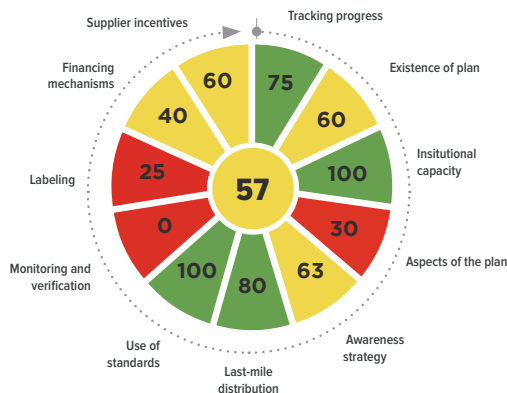 Supplier incentives
Tracking progress
Financing
mechanisms
Existence of plan
60
75
40
60
Labeling
25
57
100
Insitutional
capacity
0
30
Monitoring and
verification
100
80
63
Aspects of the plan
Use of
standards
Last-mile
distribution
Awareness
strategy